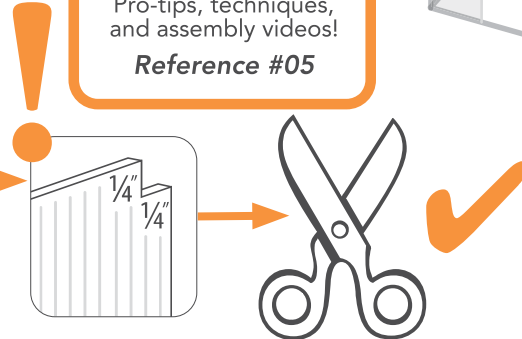 Pro-tips, techniques,
and assembly videos!
Reference #05
1/4"
1/4"